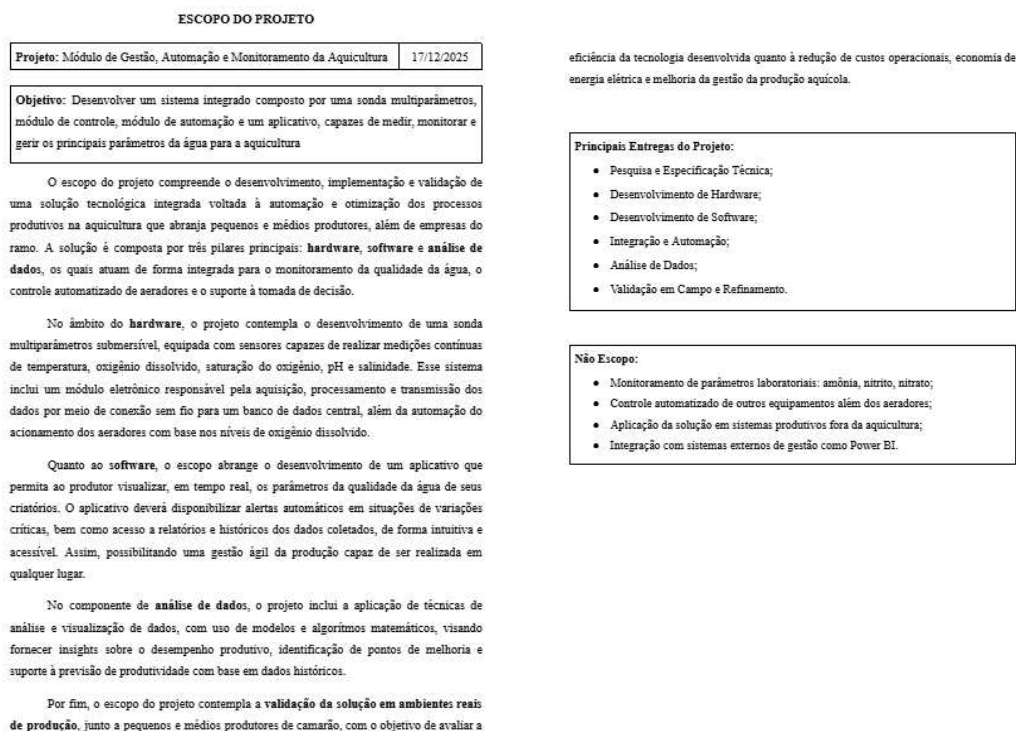 ESCOPO DO PROJETO
Projeto: Módulo de Gestão, Automação e Monitoramento da Aquicultura 17/12/2025
Objetivo: Desenvolver um sistema integrado composto por uma sonda multiparâmetros,
módulo de controle, módulo de automação e um aplicativo, capazes de medir, monitorar e
gerir os principais parâmetros da água para a aquicultura
O escopo do projeto compreende o desenvolvimento, implementação e validação de
uma solução tecnológica integrada voltada à automação e otimização dos processos
produtivos na aquicultura que abranja pequenos e médios produtores, além de empresas do
ramo. A solução é composta por três pilares principais: hardware, software e análise de
dados, os quais atuam de forma integrada para o monitoramento da qualidade da água, o
controle automatizado de aeradores e o suporte à tomada de decisão.
No âmbito do hardware, o projeto contempla o desenvolvimento de uma sonda
multiparâmetros submersível, equipada com sensores capazes de realizar medições contínuas
de temperatura, oxigênio dissolvido, saturação do oxigênio, pH e salinidade. Esse sistema
inclui um módulo eletrônico responsável pela aquisição, processamento e transmissão dos
dados por meio de conexão sem fio para um banco de dados central, além da automação do
acionamento dos aeradores com base nos níveis de oxigênio dissolvido.
Quanto ao software, o escopo abrange o desenvolvimento de um aplicativo que
permita ao produtor visualizar, em tempo real, os parâmetros da qualidade da água de seus
criatórios. O aplicativo deverá disponibilizar alertas automáticos em situações de variações
críticas, bem como acesso a relatórios e históricos dos dados coletados, de forma intuitiva e
acessível. Assim, possibilitando uma gestão ágil da produção capaz de ser realizada em
qualquer lugar.
No componente de análise de dados, o projeto inclui a aplicação de técnicas de
análise e visualização de dados, com uso de modelos e algoritmos matemáticos, visando
fornecer insights sobre o desempenho produtivo, identificação de pontos de melhoria e
suporte à previsão de produtividade com base em dados históricos.
Por fim, o escopo do projeto contempla a validação da solução em ambientes reais
de produção, junto a pequenos e médios produtores de camarão, com o objetivo de avaliar a
eficiência da tecnologia desenvolvida quanto à redução de custos operacionais, economia de
energia elétrica e melhoria da gestão da produção aquícola.
Principais Entregas do Projeto:
● Pesquisa e Especificação Técnica;
● Desenvolvimento de Hardware;
● Desenvolvimento de Software;
● Integração e Automação;
● Análise de Dados;
● Validação em Campo e Refinamento.
Não Escopo:
● Monitoramento de parâmetros laboratoriais: amônia, nitrito, nitrato;
● Controle automatizado de outros equipamentos além dos aeradores;
● Aplicação da solução em sistemas produtivos fora da aquicultura;
● Integração com sistemas externos de gestão como Power BI.